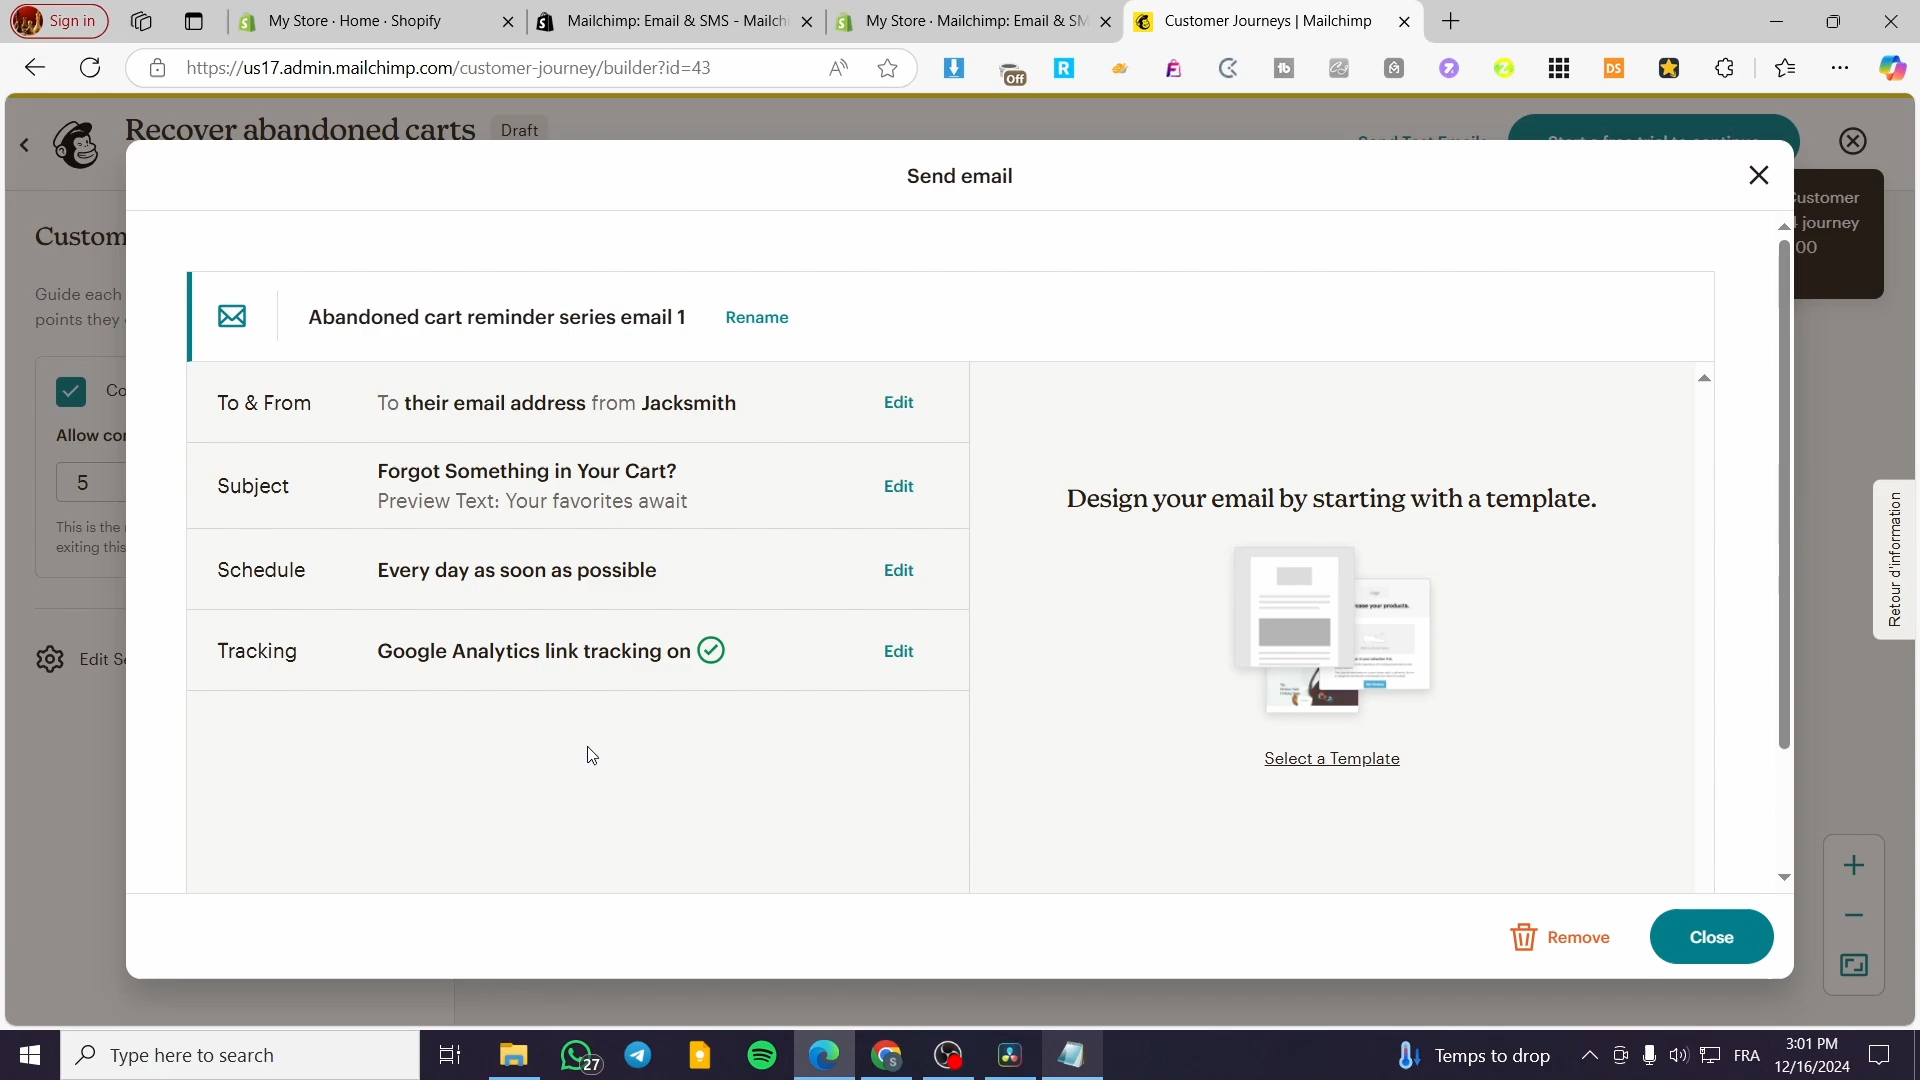 Sign in
My Store · Home · Shopify
Mailchimp: Email & SMS - Mailchi
My Store · Mailchimp: Email & SM
Customer Journeys | Mailchimp
https://us17.admin.mailchimp.com/customer-journey/builder?id=43
Off
Recover abandoned carts
Draft
Send email
Custom
Guide each
points they
Co
Allow cor
5
This is the
exiting this
Edit Se
ustomer
journey
00
Abandoned cart reminder series email 1
Rename
To & From
To their email address from Jacksmith
Edit
Subject
Forgot Something in Your Cart?
Preview Text: Your favorites await
Edit
Schedule
Every day as soon as possible
Edit
Tracking
Google Analytics link tracking on
Edit
Design your email by starting with a template.
Select a Template
Retour d'information
Remove
Close
Type here to search
27
Temps to drop
FRA
3:01 PM
12/16/2024